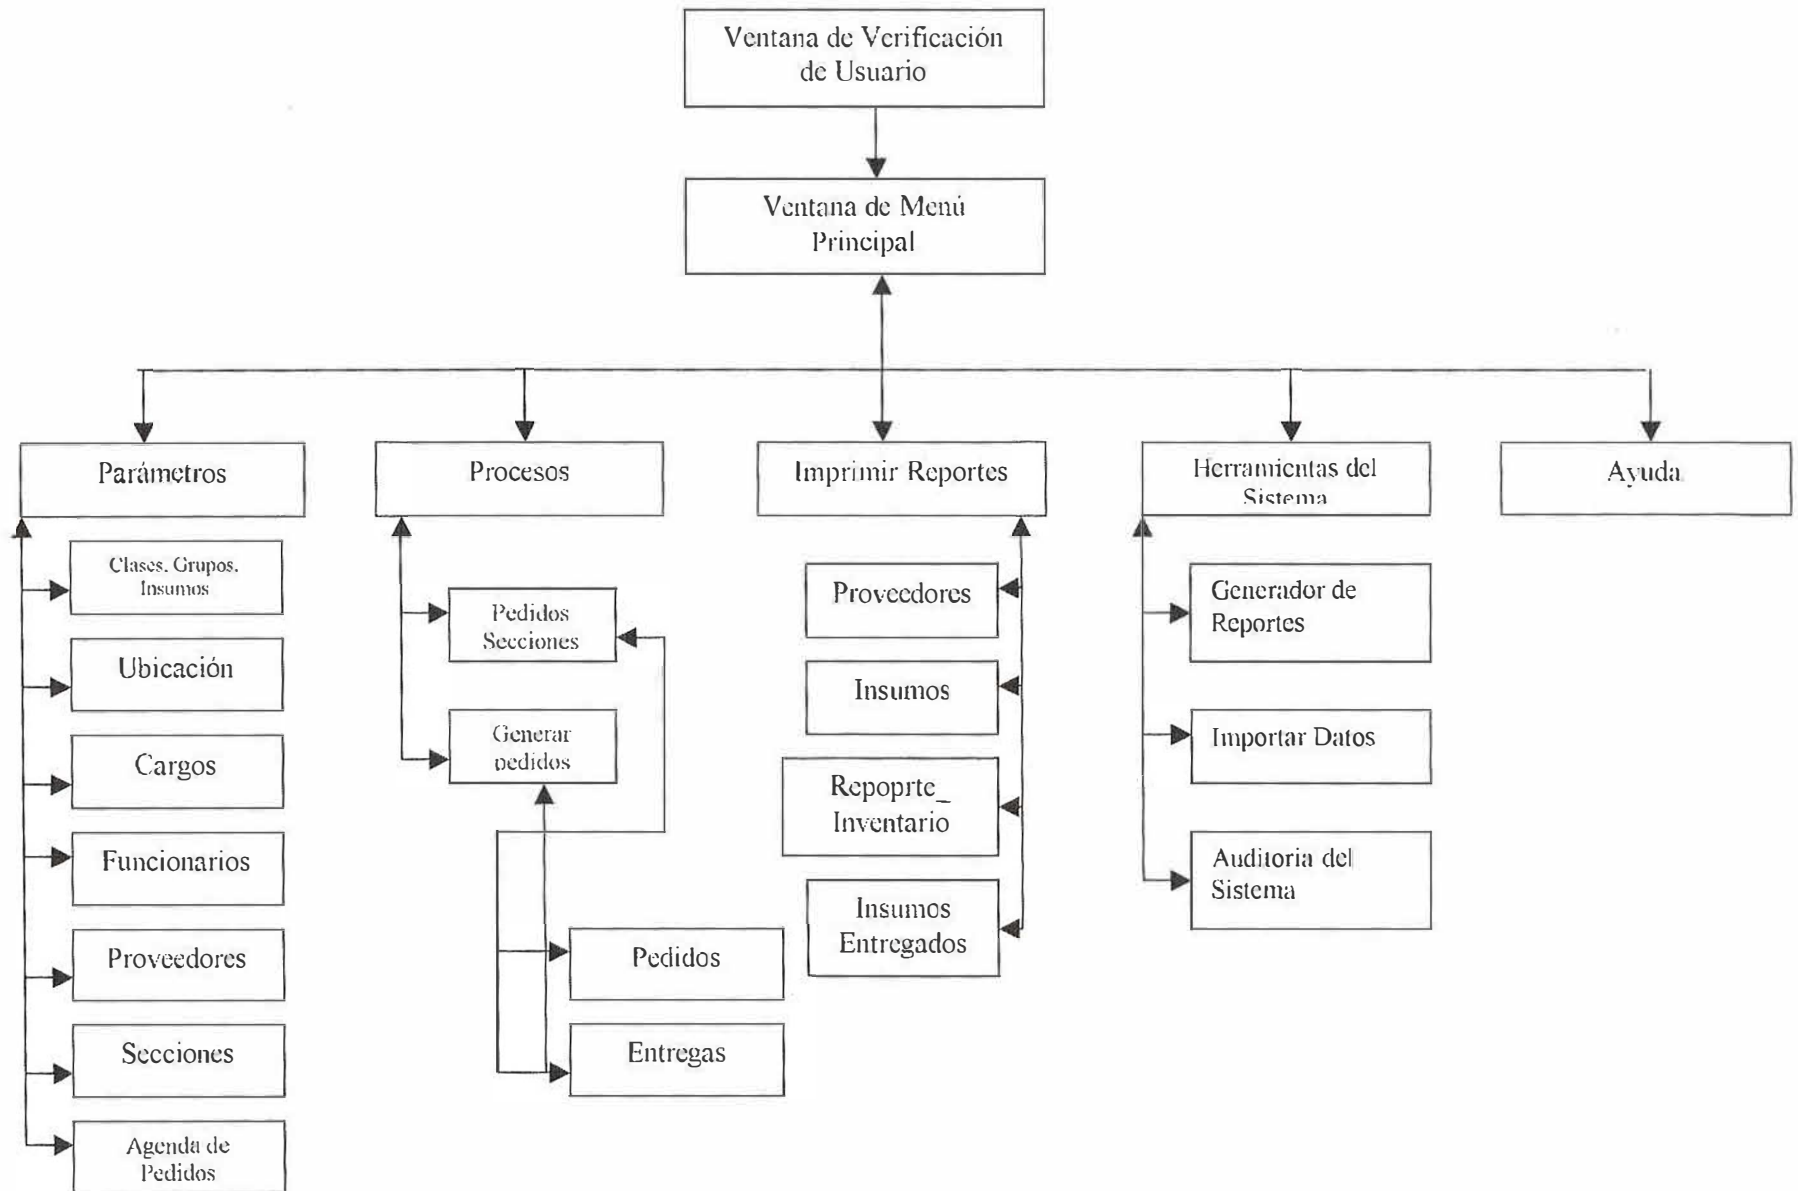 Ventana de Verificación
de Usuario
Ventana de Menú
Principal
Parámetros
Procesos
Imprimir Reportes
Herramientas del
Sistema
Ayuda
Clases, Grupos,
Insumos
Ubicación
Cargos
Funcionarios
Proveedores
Secciones
Agenda de
Pedidos
Pedidos
Secciones
Generar
pedidos
Pedidos
Entregas
Proveedores
Insumos
Repoprte_
Inventario
Insumos
Entregados
Generador de
Reportes
Importar Datos
Auditoria del
Sistema